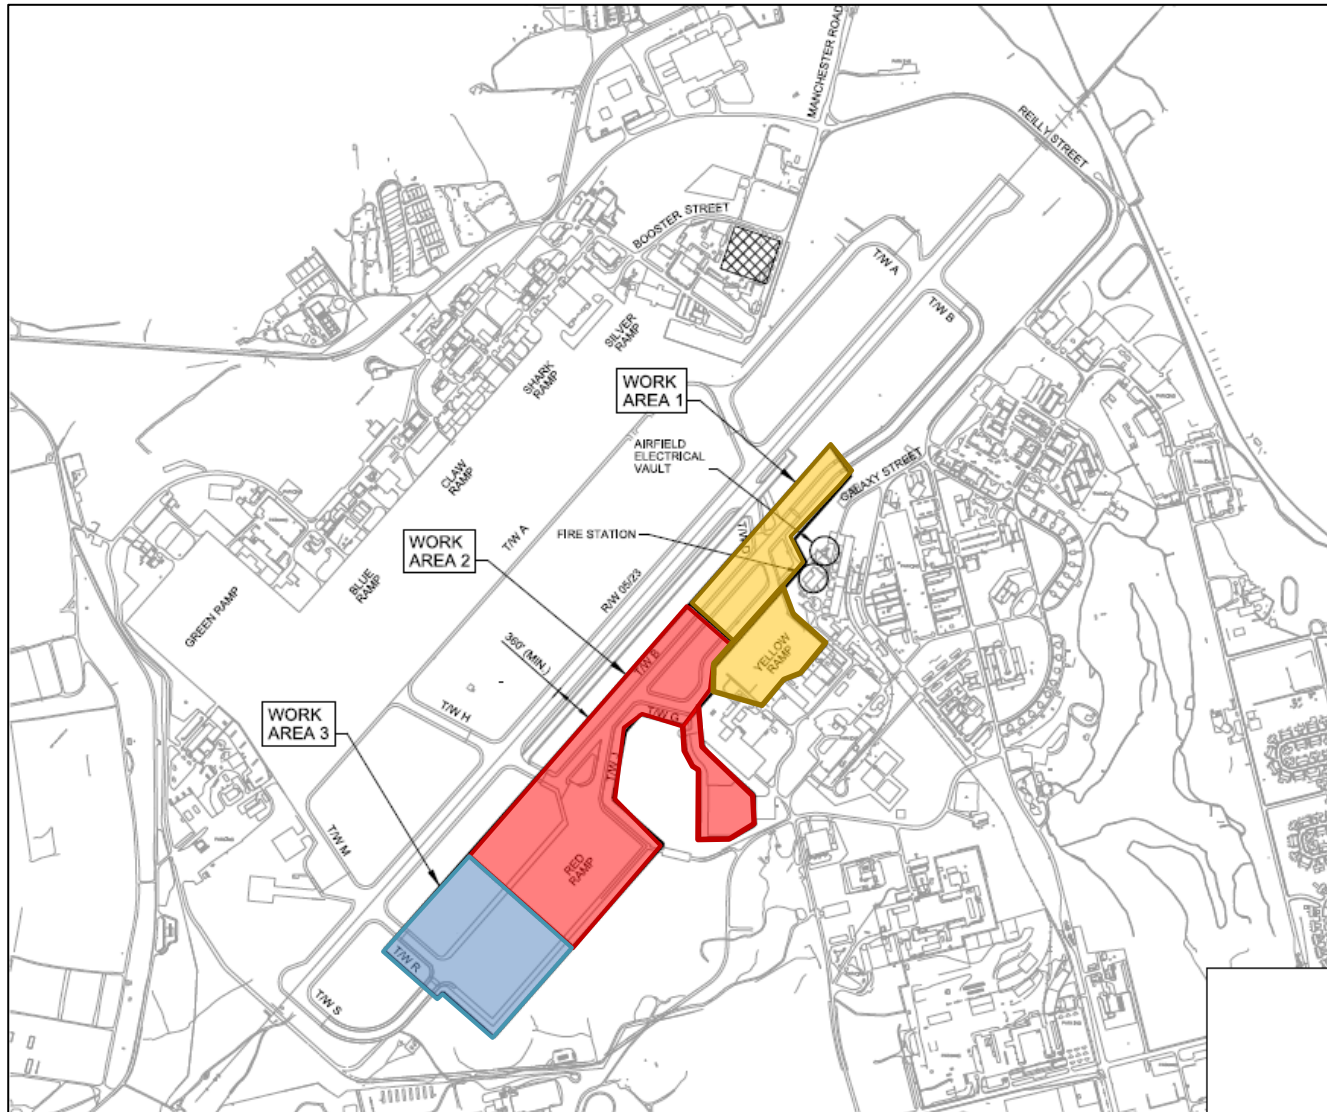 MANCHESTER ROAD
REILLY STREET
BOOSTER STREET
T/W A
T/W B
SILVER
RAMP
SHARK
RAMP
WORK
AREA 1
AIRFIELD
ELECTRICAL
VAULT
GALAXY STREET
CLAW
RAMP
T/W A
FIRE STATION
T/W D
WORK
AREA 2
BLUE
RAMP
R/W 05/23
GREEN RAMP
360' (MIN.)
T/W B
YELLOW
RAMP
T/W H
T/W G
WORK
AREA 3
T/W J
T/W M
RED
RAMP
T/W R
T/W S